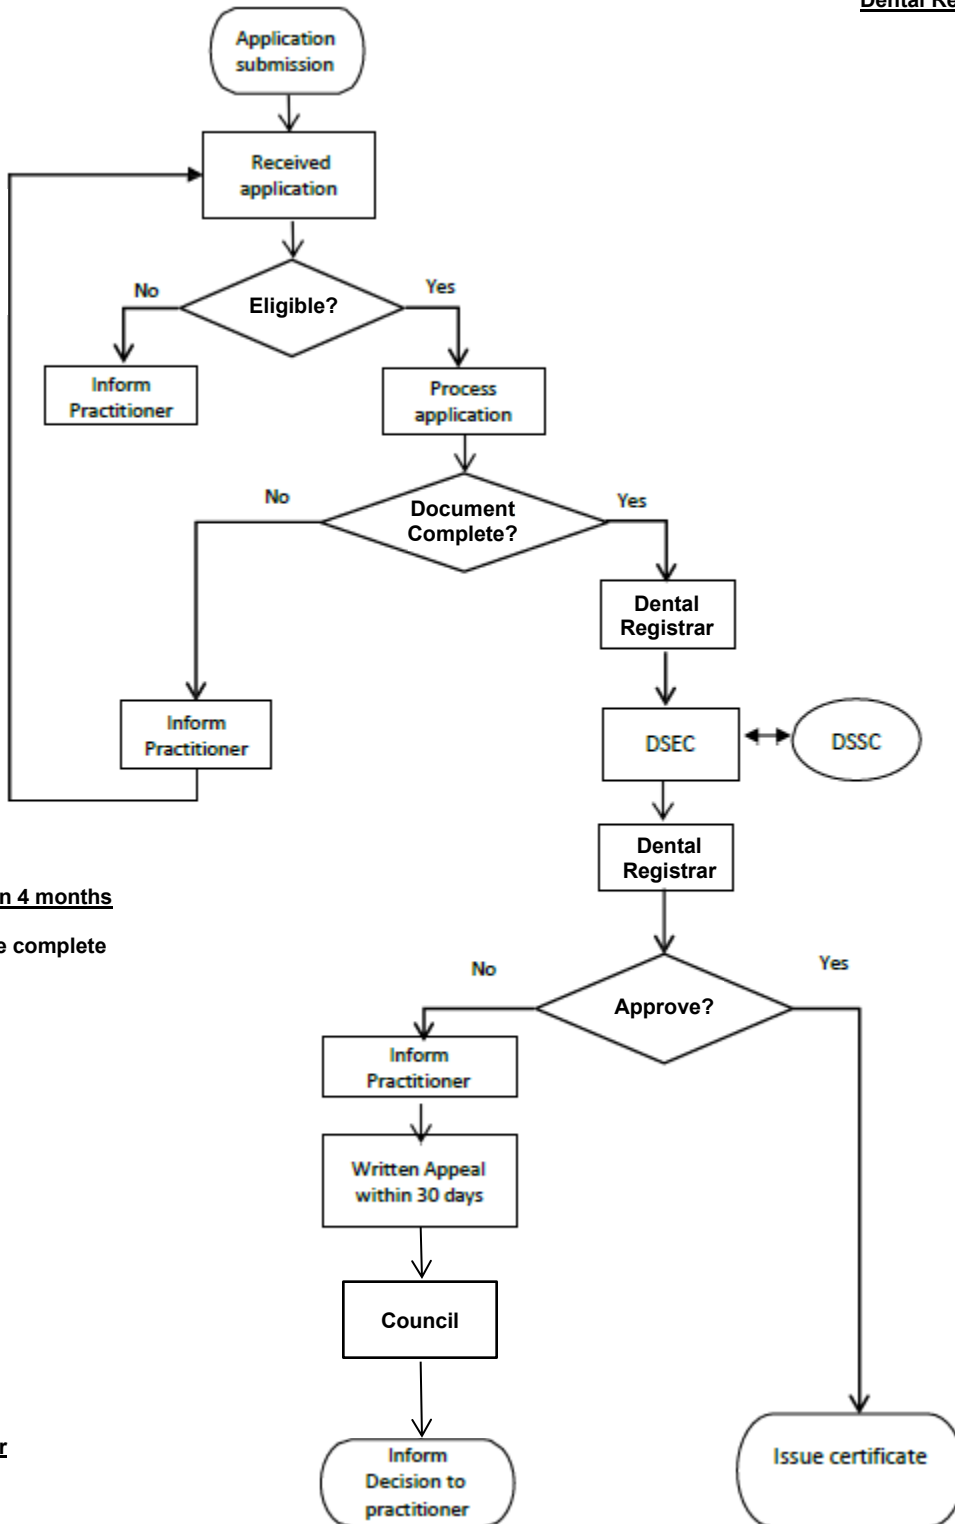 Dental Re
Application
submission
Received
application
No
Yes
Eligible?
Inform
Practitioner
Process
application
No
Yes
Document
Complete?
Dental
Registrar
Inform
Practitioner
DSEC
DSSC
Dental
Registrar
n 4 months
e complete
No
Yes
Approve?
Inform
Practitioner
Written Appeal
within 30 days
Council
r
Inform
Decision to
practitioner
Issue certificate